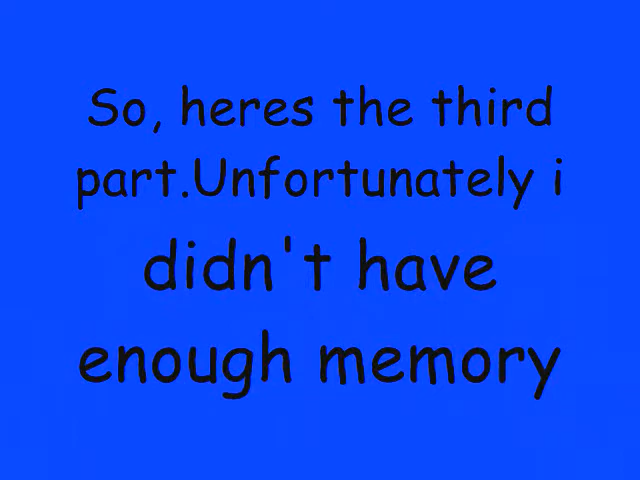 So, heres the third
part.Unfortunately i
didn't have
enough memory